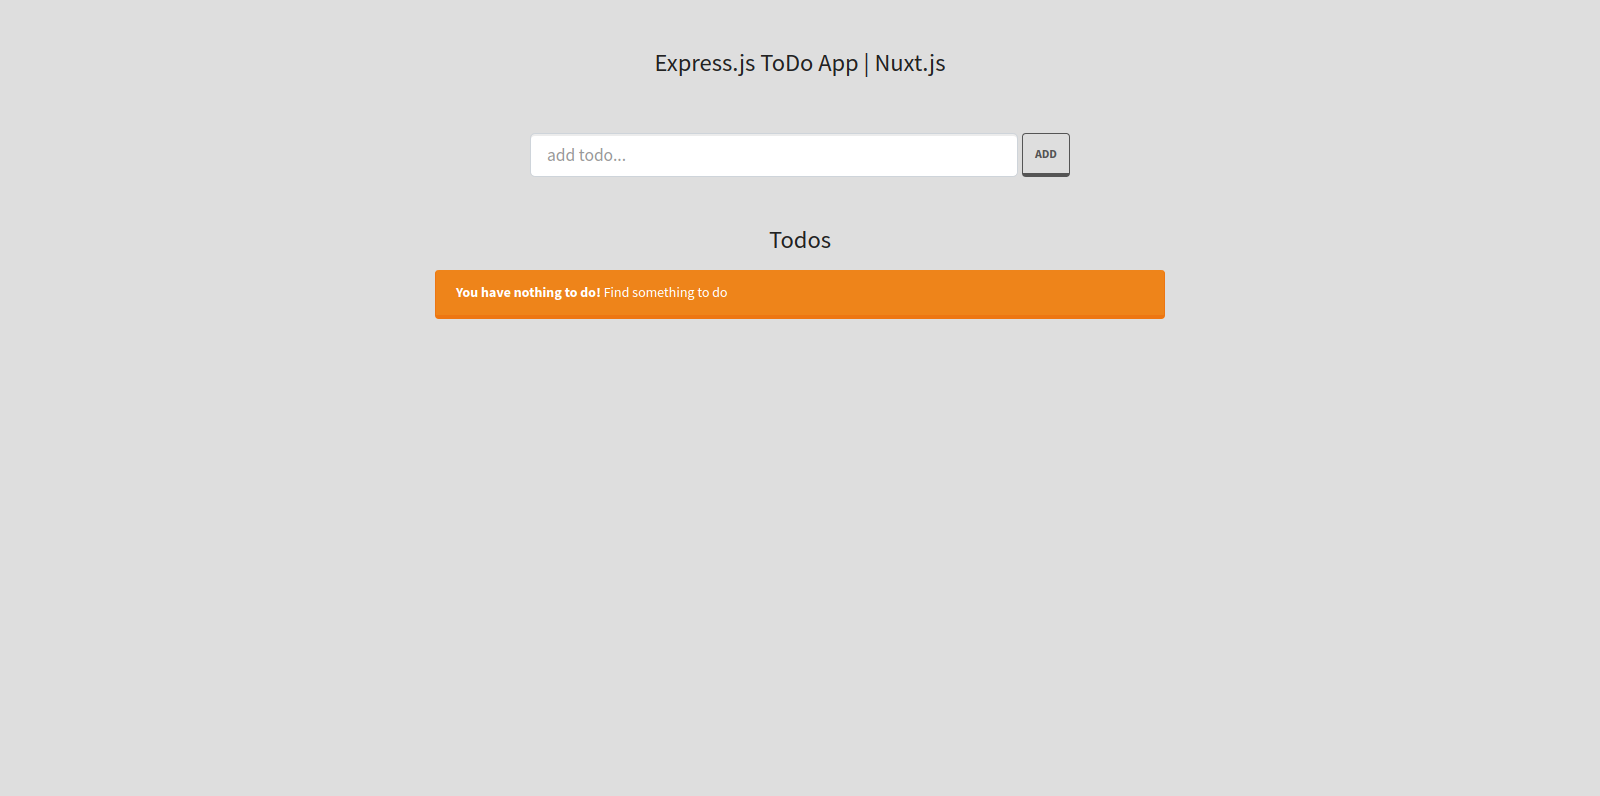 Express.js ToDo App | Nuxt.js
add todo...
ADD
Todos
You have nothing to do! Find something to do